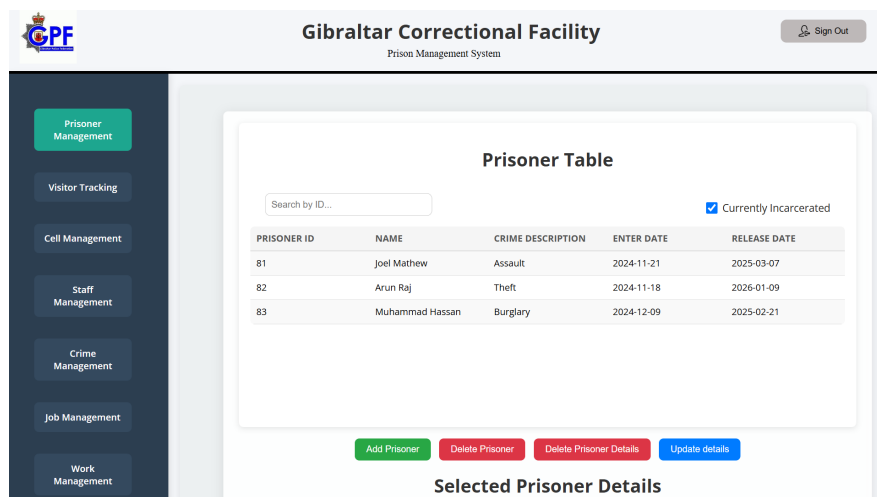 GPF
Gibraltar Correctional Facility
Prison Management System
Sign Out
Prisoner
Management
Visitor Tracking
Cell Management
Staff
Management
Crime
Management
Job Management
Work
Management
Prisoner Table
Search by ID...
Currently Incarcerated
PRISONER ID NAME CRIME DESCRIPTION ENTER DATE RELEASE DATE
81 Joel Mathew Assault 2024-11-21 2025-03-07
82 Arun Raj Theft 2024-11-18 2026-01-09
83 Muhammad Hassan Burglary 2024-12-09 2025-02-21
Add Prisoner Delete Prisoner Delete Prisoner Details Update details
Selected Prisoner Details